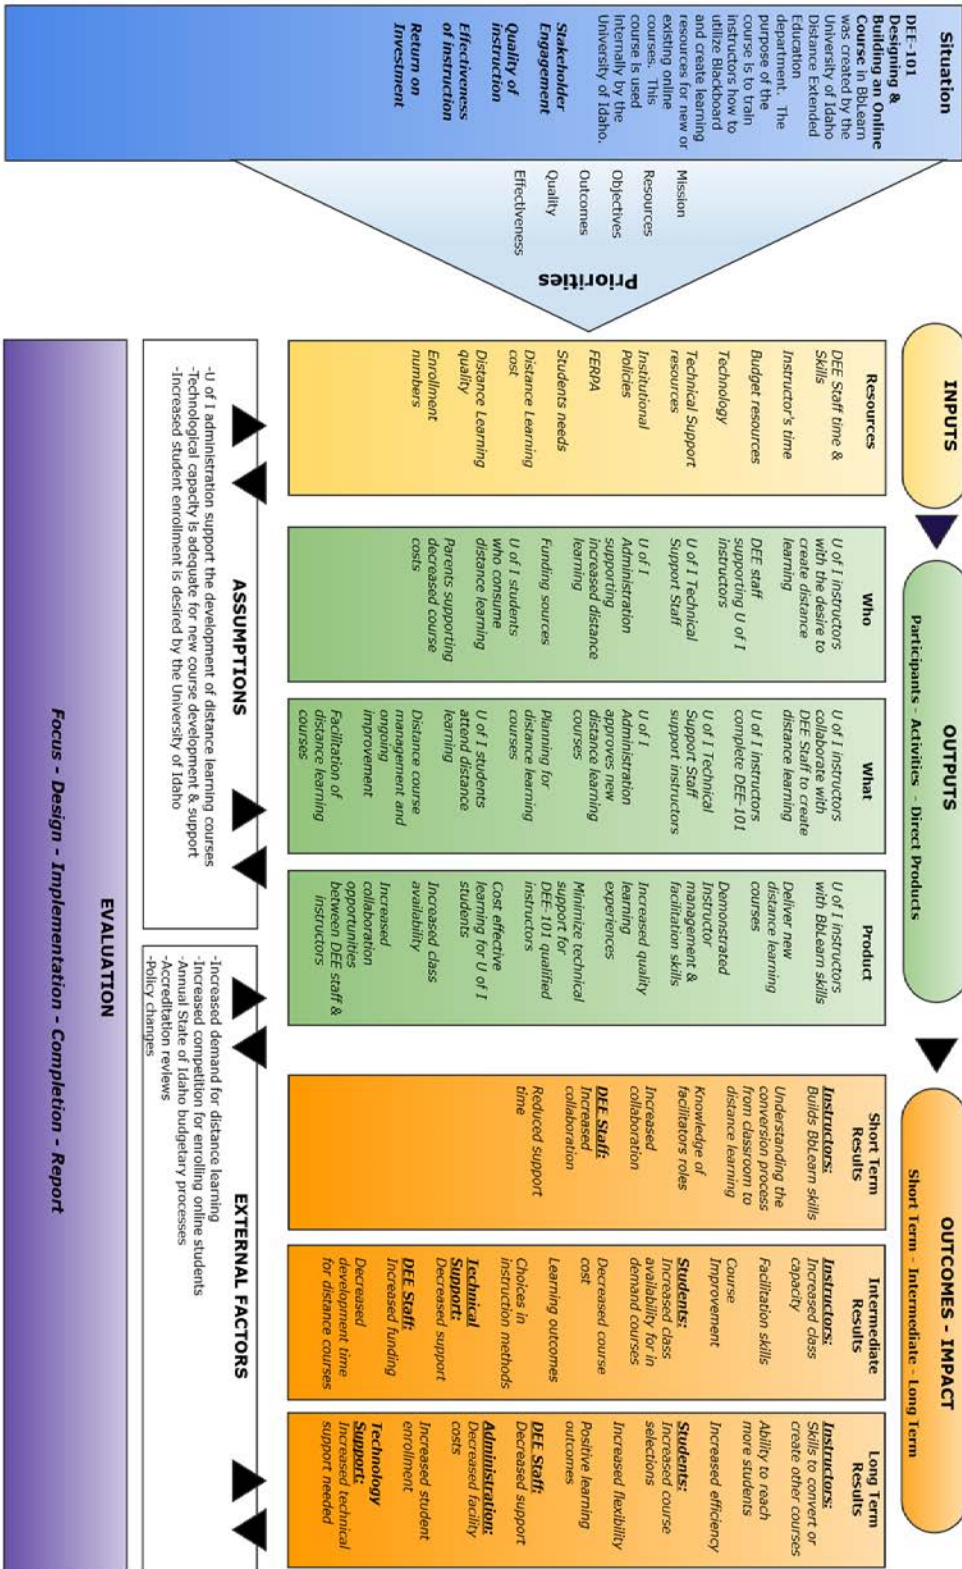 Situation
DEE-101
Designing &
Building an Online
Course in BbLearn
was created by the
University of Idaho
Distance Extended
Education
department.  The
purpose of the
course is to train
instructors how to
utilize Blackboard
and create learning
resources for new or
existing online
courses.  This
course is used
internally by the
University of Idaho.
Stakeholder
Engagement
Quality of
instruction
Effectiveness
of instruction
Return on
Investment
Mission
Resources
Objectives
Outcomes
Quality
Effectiveness
Priorities
INPUTS
Resources
DEE Staff time &
Skills
Instructor's time
Budget resources
Technology
Technical Support
resources
Institutional
Policies
FERPA
Students needs
Distance Learning
cost
Distance Learning
quality
Enrollment
numbers
OUTPUTS
Participants - Activities - Direct Products
Who
U of I instructors
with the desire to
create distance
learning
DEE staff
supporting U of I
instructors
U of I Technical
Support Staff
U of I
Administration
supporting
increased distance
learning
Funding sources
U of I students
who consume
distance learning
Parents supporting
decreased course
costs
What
U of I instructors
collaborate with
DEE Staff to create
distance learning
U of I instructors
complete DEE-101
U of I Technical
Support Staff
support instructors
U of I
Administration
approves new
distance learning
courses
Planning for
distance learning
courses
U of I students
attend distance
learning
Distance course
management and
ongoing
improvement
Facilitation of
distance learning
courses
Product
U of I instructors
with BbLearn skills
Deliver new
distance learning
courses
Demonstrated
Instructor
management &
facilitation skills
Increased quality
learning
experiences
Minimize technical
support for
DEE-101 qualified
instructors
Cost effective
learning for U of I
students
Increased class
availability
Increased
collaboration
opportunities
between DEE staff &
instructors
OUTCOMES - IMPACT
Short Term - Intermediate - Long Term
Short Term
Results
Instructors:
Builds BbLearn skills
Understanding the
conversion process
from classroom to
distance learning
Knowledge of
facilitators roles
Increased
collaboration
DEE Staff:
Increased
collaboration
Reduced support
time
Intermediate
Results
Instructors:
Increased class
capacity
Facilitation skills
Course
Improvement
Students:
Increased class
availability for in
demand courses
Decreased course
cost
Learning outcomes
Choices in
instruction methods
Technical
Support:
Decreased support
DEE Staff:
Increased funding
Decreased
development time
for distance courses
Long Term
Results
Instructors:
Skills to convert or
create other courses
Ability to reach
more students
Increased efficiency
Students:
Increased course
selections
Increased flexibility
Positive learning
outcomes
DEE Staff:
Decreased support
Administration:
Decreased facility
costs
Increased student
enrollment
Technology
Support:
Increased technical
support needed
ASSUMPTIONS
-U of I administration support the development of distance learning courses
-Technological capacity is adequate for new course development & support
-Increased student enrollment is desired by the University of Idaho
EXTERNAL FACTORS
-Increased demand for distance learning
-Increased competition for enrolling online students
-Annual State of Idaho budgetary processes
-Accreditation reviews
-Policy changes
EVALUATION
Focus - Design - Implementation - Completion - Report